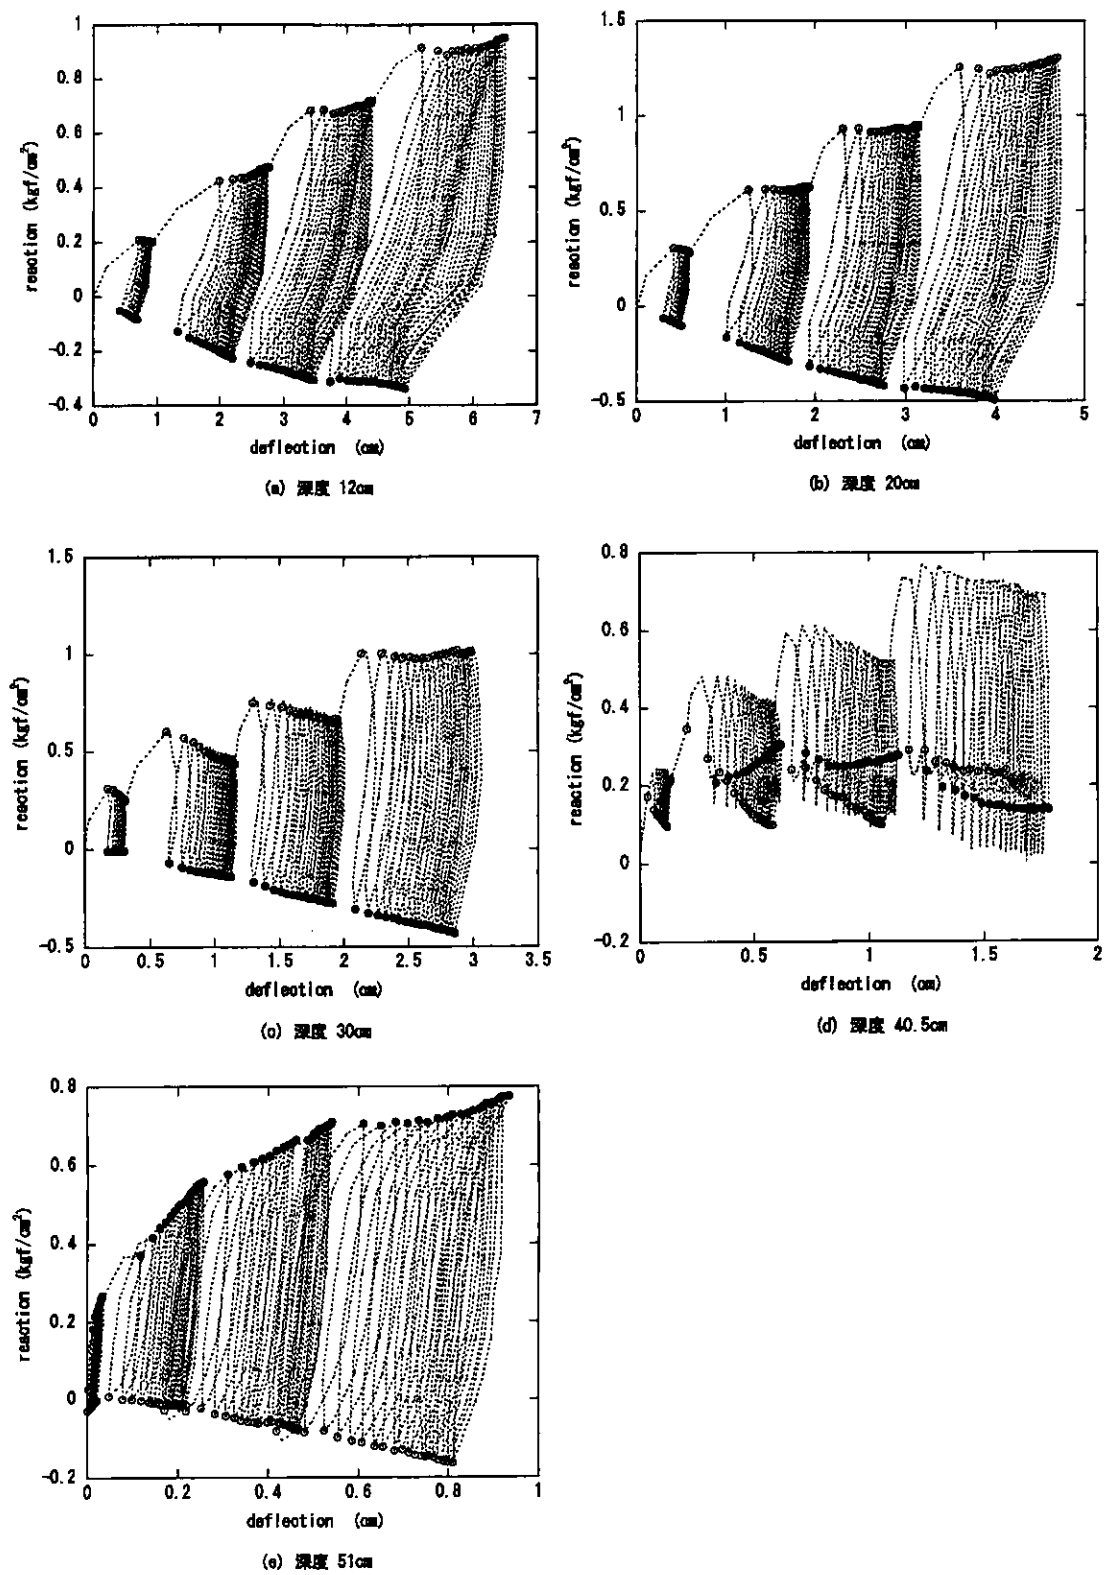 1
0.8
0.6
0.4
0.2
0
-0.2
-0.4
reaction (kgf/cm²)
0 1 2 3 4 5 6 7
deflection (cm)
(a) 深度 12cm
1.5
1
0.5
0
-0.5
reaction (kgf/cm²)
0 1 2 3 4 5
deflection (cm)
(b) 深度 20cm
1.5
1
0.5
0
-0.5
reaction (kgf/cm²)
0 0.5 1 1.5 2 2.5 3 3.5
deflection (cm)
(c) 深度 30cm
0.8
0.6
0.4
0.2
0
-0.2
reaction (kgf/cm²)
0 0.5 1 1.5 2
deflection (cm)
(d) 深度 40.5cm
0.8
0.6
0.4
0.2
0
-0.2
reaction (kgf/cm²)
0 0.2 0.4 0.6 0.8 1
deflection (cm)
(e) 深度 51cm